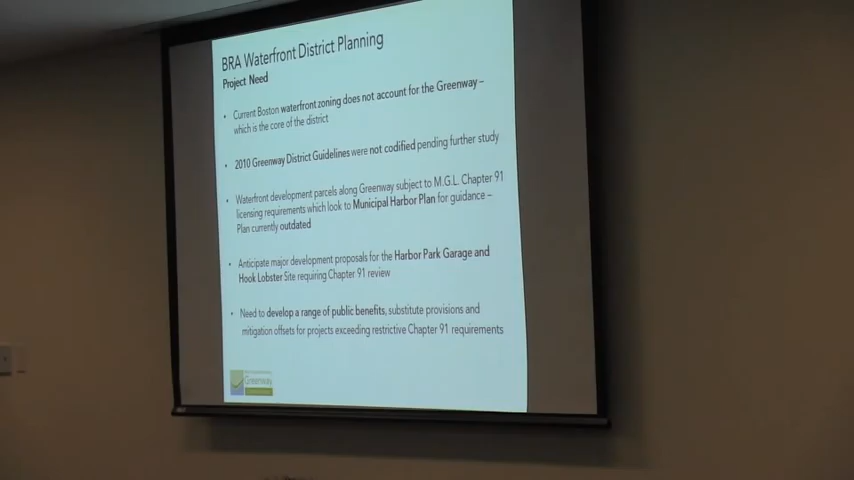 BRA Waterfront District Planning
Project Need
• Current Boston waterfront zoning does not account for the Greenway –
which is the core of the district
• 2010 Greenway District Guidelines were not codified pending further study
• Waterfront development parcels along Greenway subject to M.G.L. Chapter 91
licensing requirements which look to Municipal Harbor Plan for guidance –
Plan currently outdated
• Anticipate major development proposals for the Harbor Park Garage and
Hook Lobster Site requiring Chapter 91 review
• Need to develop a range of public benefits, substitute provisions and
mitigation offsets for projects exceeding restrictive Chapter 91 requirements
Greenway